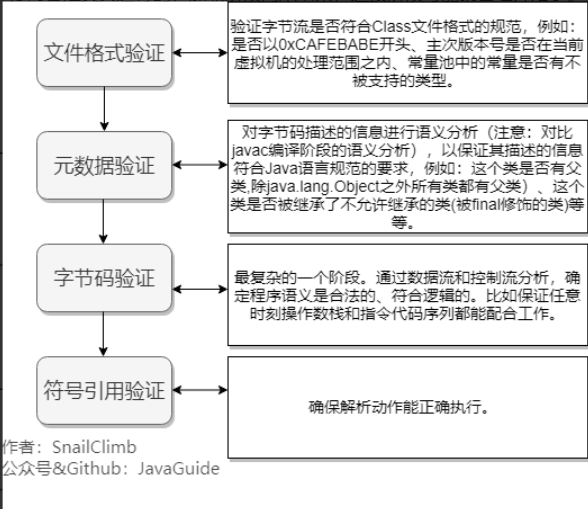 文件格式验证
验证字节流是否符合Class文件格式的规范，例如：
是否以0xCAFEBABE开头、主次版本号是否在当前
虚拟机的处理范围之内、常量池中的常量是否有不
被支持的类型。
元数据验证
对字节码描述的信息进行语义分析（注意：对比
javac编译阶段的语义分析），以保证其描述的信息
符合Java语言规范的要求，例如：这个类是否有父
类,除java.lang.Object之外所有类都有父类）、这个
类是否被继承了不允许继承的类(被final修饰的类)等
等。
字节码验证
最复杂的一个阶段。通过数据流和控制流分析，确
定程序语义是合法的、符合逻辑的。比如保证任意
时刻操作数栈和指令代码序列都能配合工作。
符号引用验证
确保解析动作能正确执行。
作者：SnailClimb
公众号&Github：JavaGuide